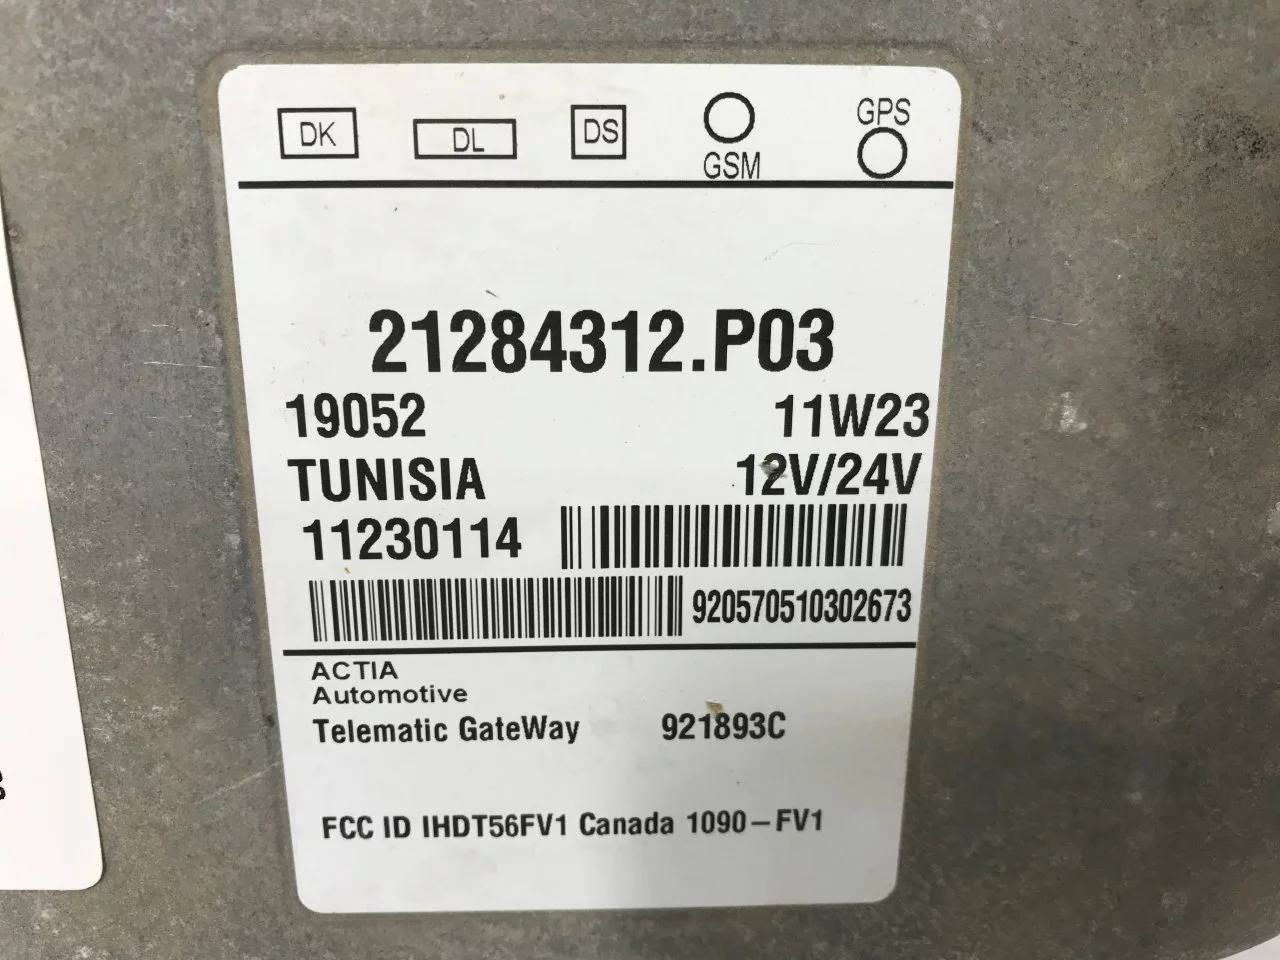 DK DL DS GSM GPS
21284312.P03
19052 11W23
TUNISIA 12V/24V
11230114
920570510302673
ACTIA
Automotive
Telematic GateWay 921893C
FCC ID IHDT56FV1 Canada 1090-FV1